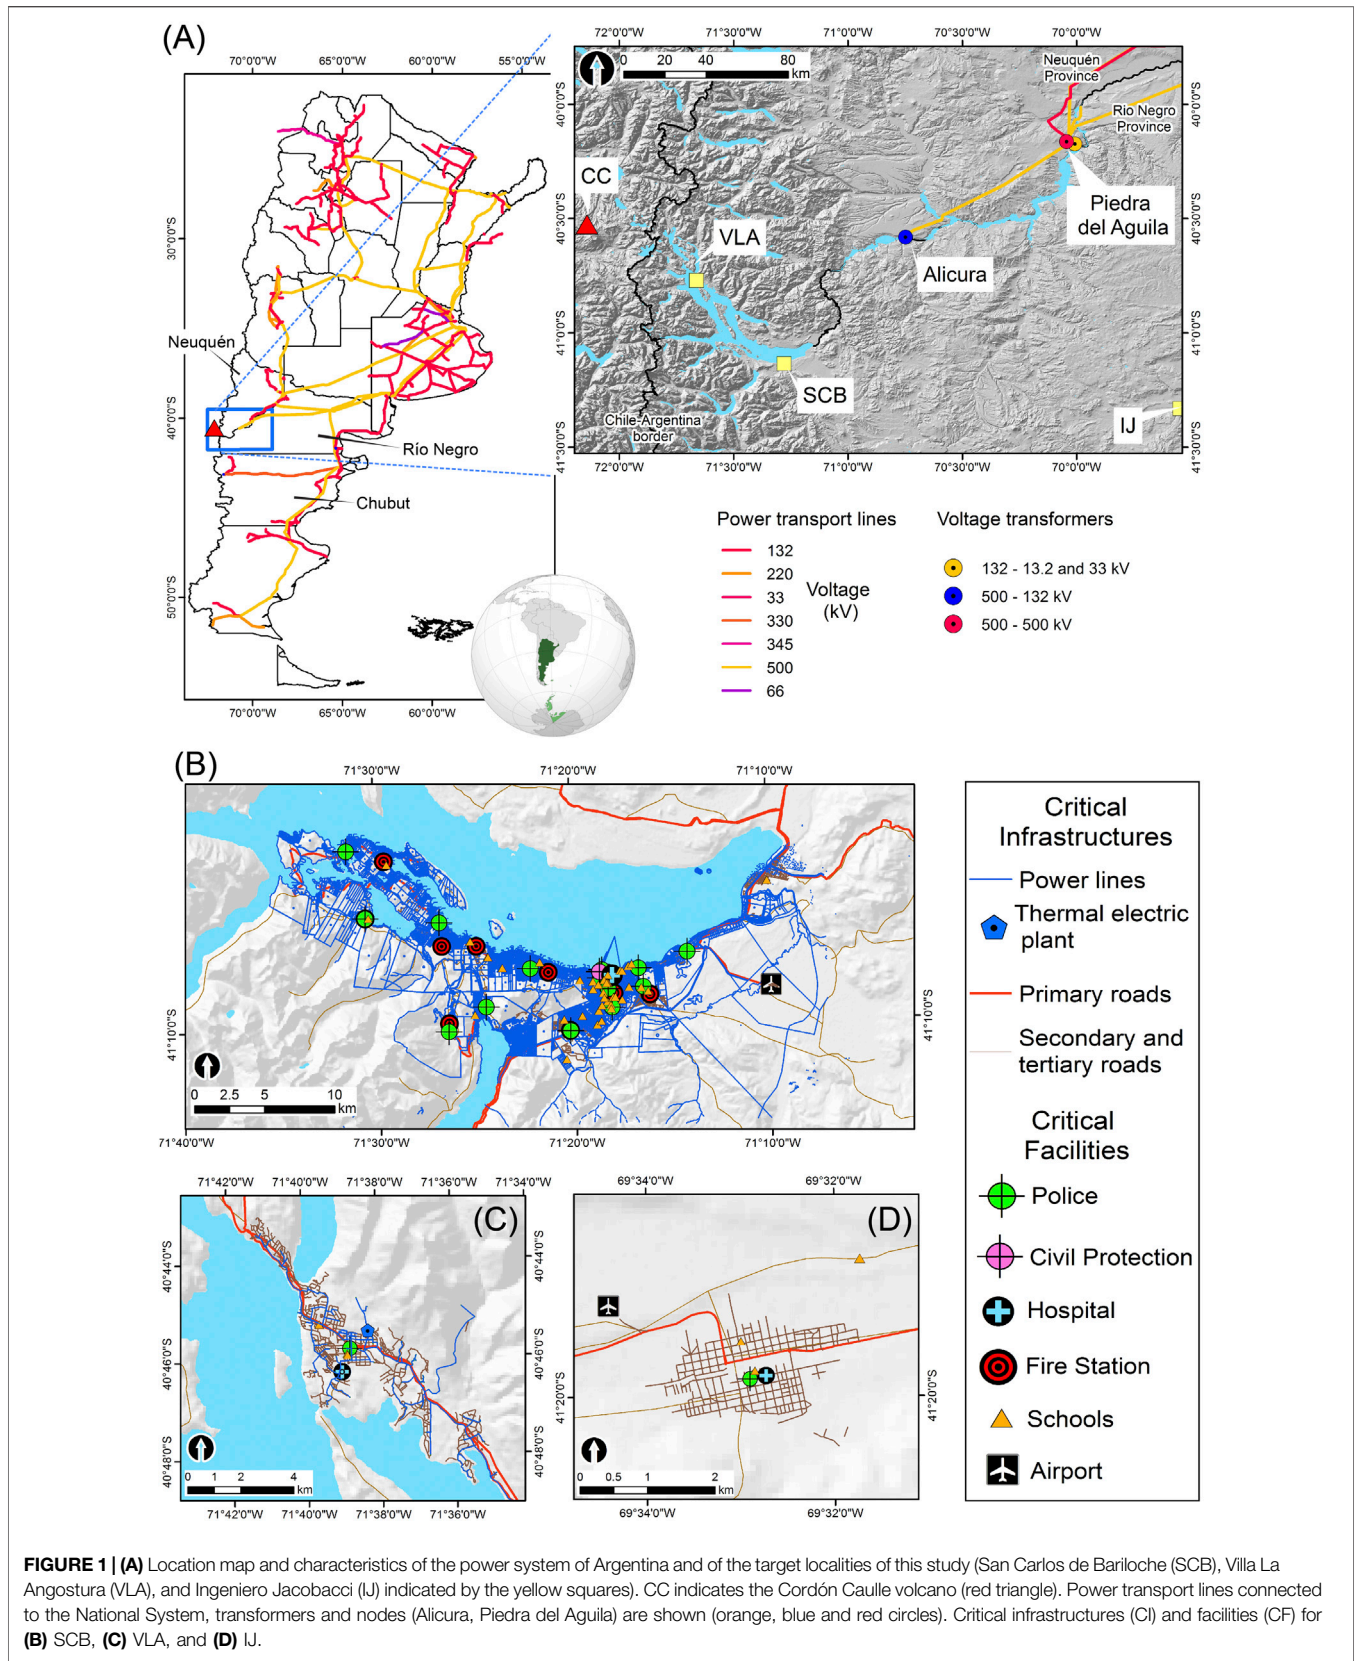 (A)
70°0'0"W
65°0'0"W
60°0'0"W
55°0'0"W
30°0'0"S
40°0'0"S
50°0'0"S
Neuquén
Río Negro
Chubut
70°0'0"W
65°0'0"W
60°0'0"W
72°0'0"W
71°30'0"W
71°0'0"W
70°30'0"W
70°0'0"W
0
20
40
80
km
Neuquén
Province
Río Negro
Province
40°0'0"S
40°30'0"S
41°0'0"S
41°30'0"S
CC
VLA
Piedra
del Aguila
Alicura
SCB
IJ
Chile-Argentina
border
40°0'0"S
40°30'0"S
41°0'0"S
41°30'0"S
72°0'0"W
71°30'0"W
71°0'0"W
70°30'0"W
70°0'0"W
Power transport lines
132
220
33
330
345
500
66
Voltage
(kV)
Voltage transformers
132 - 13.2 and 33 kV
500 - 132 kV
500 - 500 kV
(B)
71°30'0"W
71°20'0"W
71°10'0"W
41°10'0"S
41°10'0"S
0
2.5
5
10
km
71°40'0"W
71°30'0"W
71°20'0"W
71°10'0"W
Critical
Infrastructures
Power lines
Thermal electric
plant
Primary roads
Secondary and
tertiary roads
Critical
Facilities
Police
Civil Protection
Hospital
Fire Station
Schools
Airport
71°42'0"W
71°40'0"W
71°38'0"W
71°36'0"W
71°34'0"W
(C)
40°44'0"S
40°46'0"S
40°48'0"S
40°44'0"S
40°46'0"S
40°48'0"S
0
1
2
4
km
71°42'0"W
71°40'0"W
71°38'0"W
71°36'0"W
69°34'0"W
69°32'0"W
(D)
41°20'0"S
41°20'0"S
0
0.5
1
2
km
69°34'0"W
69°32'0"W
FIGURE 1 | (A) Location map and characteristics of the power system of Argentina and of the target localities of this study (San Carlos de Bariloche (SCB), Villa La
Angostura (VLA), and Ingeniero Jacobacci (IJ) indicated by the yellow squares). CC indicates the Cordón Caulle volcano (red triangle). Power transport lines connected
to the National System, transformers and nodes (Alicura, Piedra del Aguila) are shown (orange, blue and red circles). Critical infrastructures (CI) and facilities (CF) for
(B) SCB, (C) VLA, and (D) IJ.